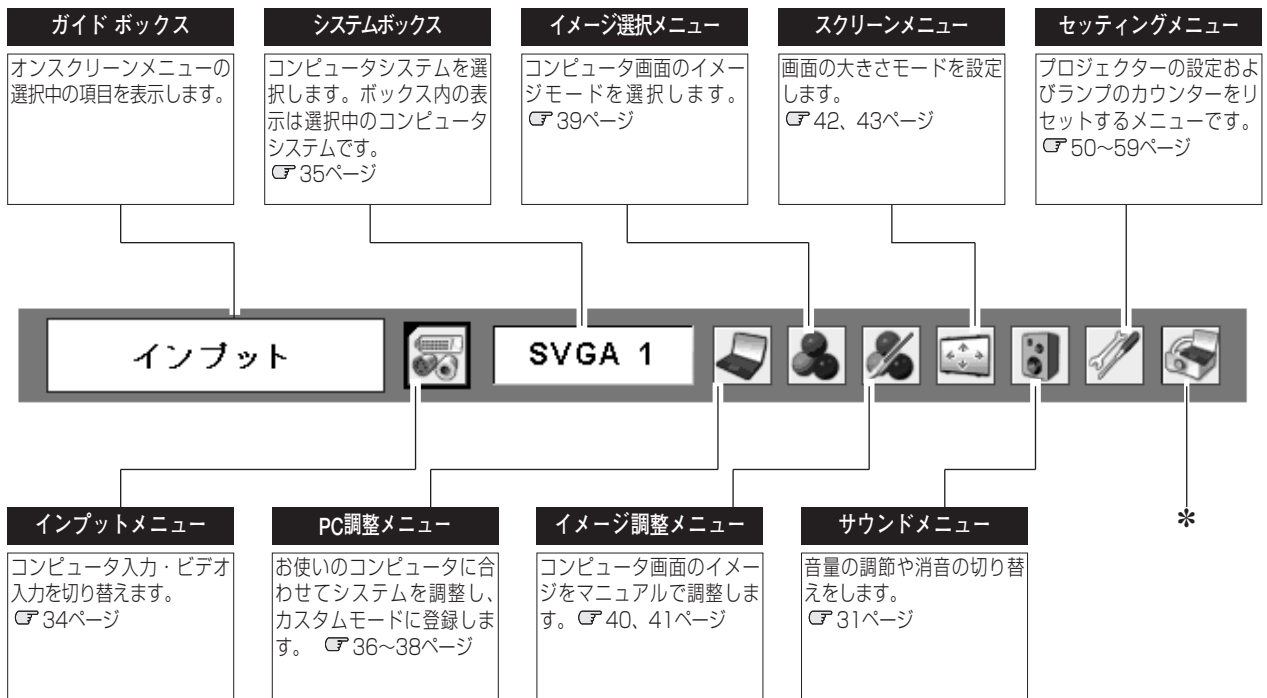 ガイド ボックス
オンスクリーンメニューの
選択中の項目を表示します。
システムボックス
コンピュータシステムを選
択します。ボックス内の表
示は選択中のコンピュータ
システムです。
☞35ページ
イメージ選択メニュー
コンピュータ画面のイメー
ジモードを選択します。
☞39ページ
スクリーンメニュー
画面の大きさモードを設定
します。
☞42、43ページ
セッティングメニュー
プロジェクターの設定およ
びランプのカウンターをリ
セットするメニューです。
☞50～59ページ
インプット
SVGA 1
インプットメニュー
コンピュータ入力・ビデオ
入力を切り替えます。
☞34ページ
PC調整メニュー
お使いのコンピュータに合
わせてシステムを調整し、
カスタムモードに登録しま
す。 ☞36～38ページ
イメージ調整メニュー
コンピュータ画面のイメー
ジをマニュアルで調整しま
す。☞40、41ページ
サウンドメニュー
音量の調節や消音の切り替
えをします。
☞31ページ
＊